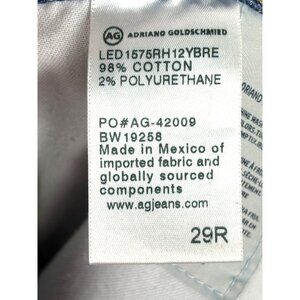 AG ADRIANO GOLDSCHMIED
LED1575RH12YBRE
98% COTTON
2% POLYURETHANE
PO#AG-42009
BW19258
Made in Mexico of
imported fabric and
globally sourced
components
www.agjeans.com
29R